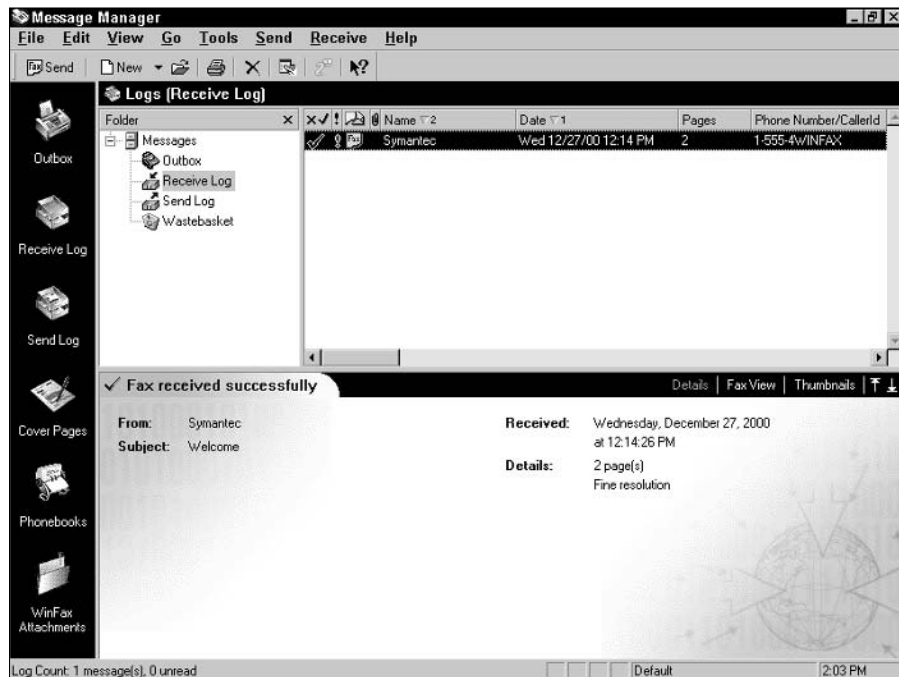 Message Manager
File Edit View Go Tools Send Receive Help
Send New
Logs (Receive Log)
Folder
Name 2 Date 1 Pages Phone Number/CallerId
Messages
Outbox
Receive Log
Send Log
Wastebasket
Symantec Wed 12/27/00 12:14 PM 2 1-555-4WINFAX
Outbox
Receive Log
Send Log
Cover Pages
Phonebooks
WinFax
Attachments
Fax received successfully
Details FaxView Thumbnails
From: Symantec
Subject: Welcome
Received: Wednesday, December 27, 2000
at 12:14:26 PM
Details: 2 page(s)
Fine resolution
Log Count: 1 message(s), 0 unread
Default
2:03 PM